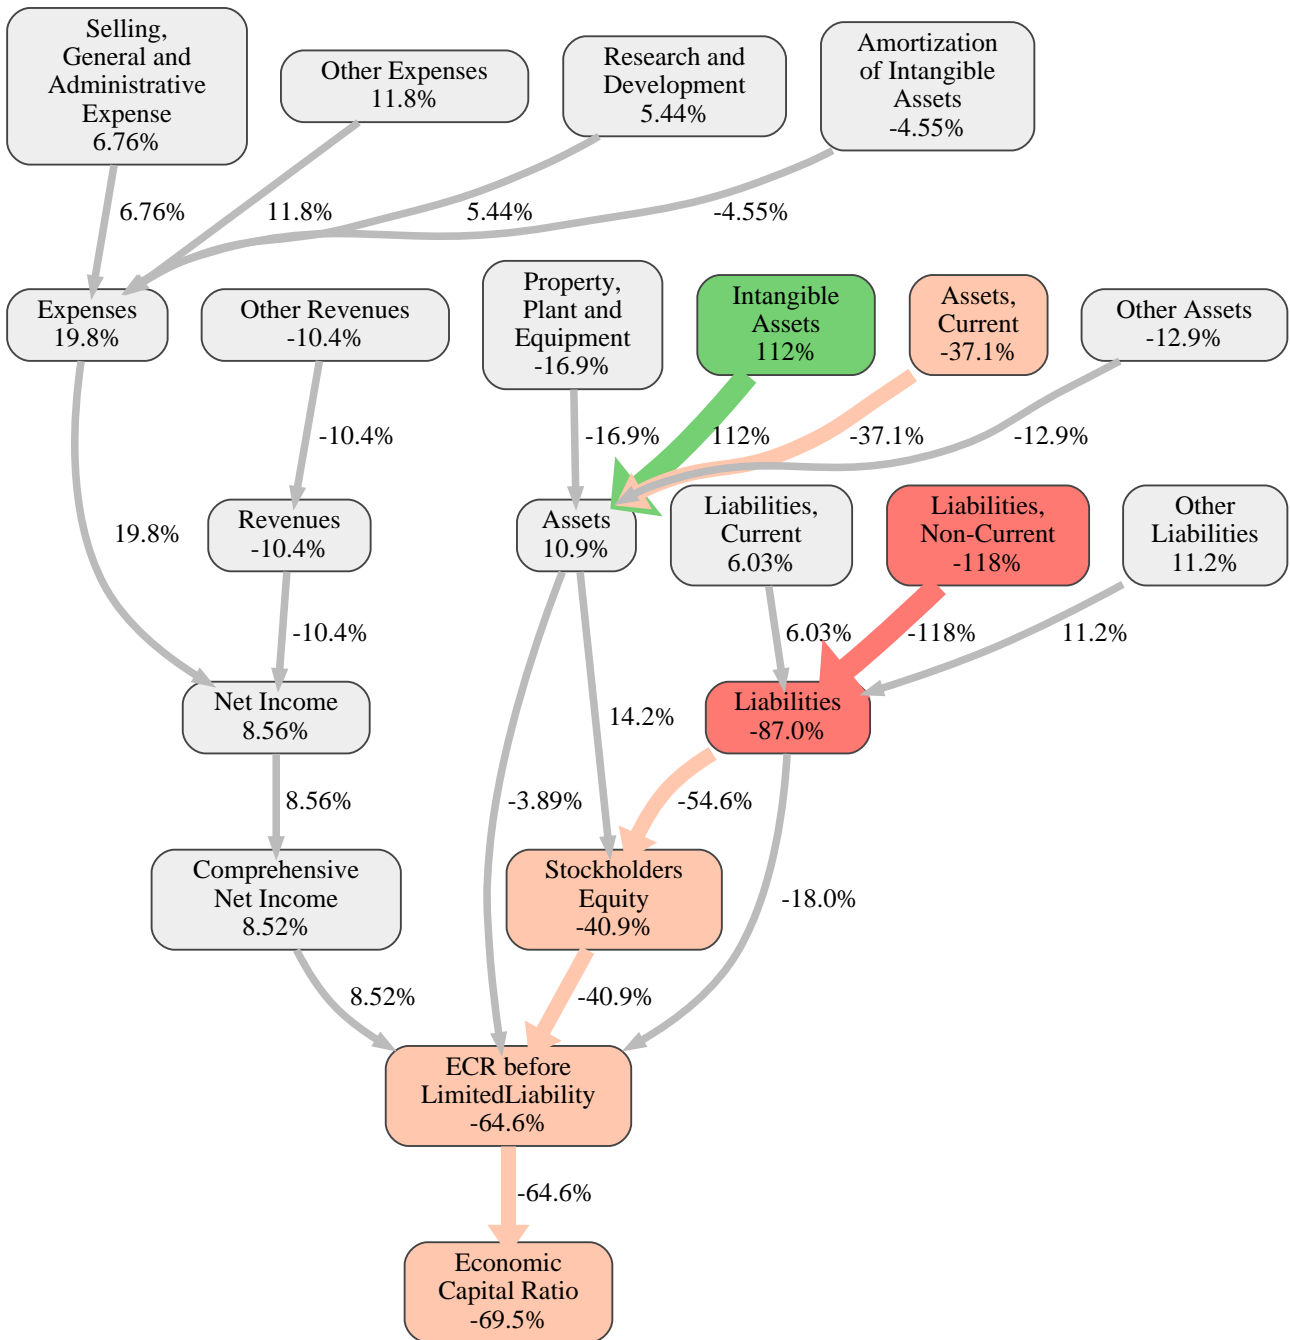 Selling,
General and
Administrative
Expense
6.76%
Other Expenses
11.8%
Research and
Development
5.44%
Amortization
of Intangible
Assets
-4.55%
6.76%
11.8%
5.44%
-4.55%
Expenses
19.8%
Other Revenues
-10.4%
Property,
Plant and
Equipment
-16.9%
Intangible
Assets
112%
Assets,
Current
-37.1%
Other Assets
-12.9%
-10.4%
-16.9%
112%
-37.1%
-12.9%
19.8%
Revenues
-10.4%
Assets
10.9%
Liabilities,
Current
6.03%
Liabilities,
Non-Current
-118%
Other
Liabilities
11.2%
-10.4%
6.03%
-118%
11.2%
Net Income
8.56%
14.2%
Liabilities
-87.0%
8.56%
-3.89%
-54.6%
Comprehensive
Net Income
8.52%
Stockholders
Equity
-40.9%
-18.0%
8.52%
-40.9%
ECR before
LimitedLiability
-64.6%
-64.6%
Economic
Capital Ratio
-69.5%